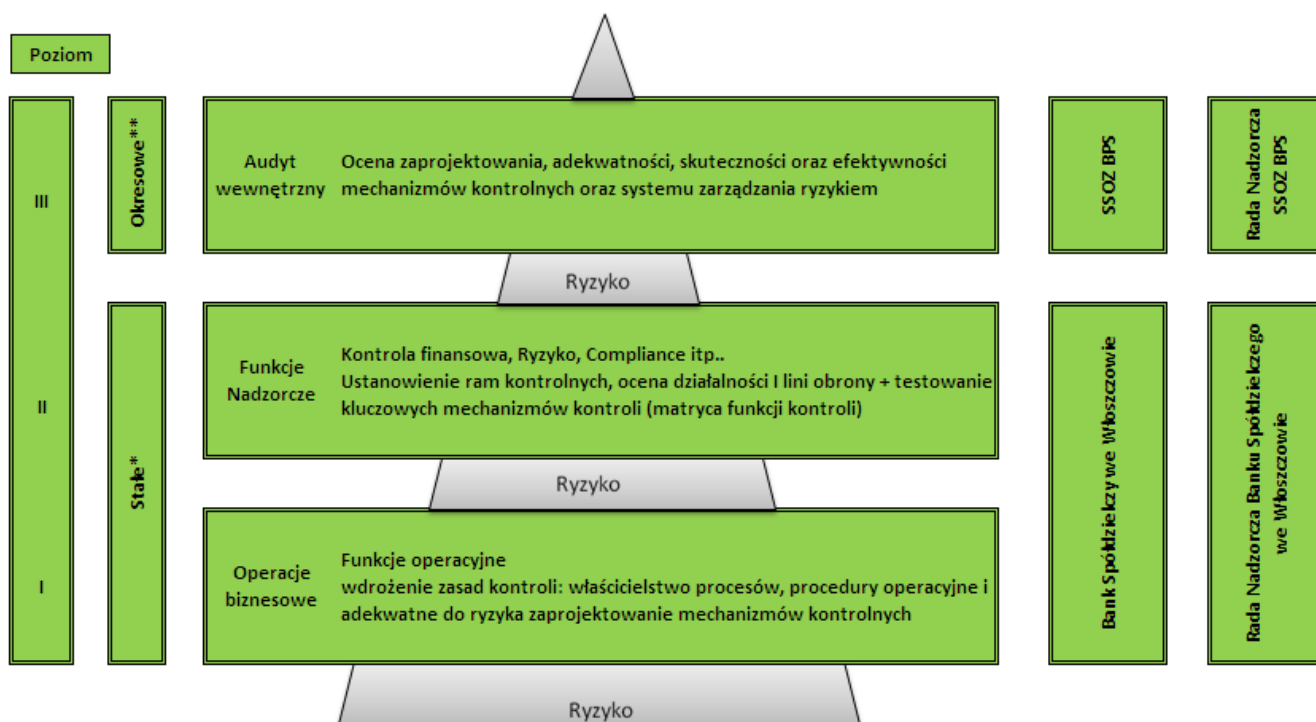 Poziom
III
Okresowe**
Audyt
wewnętrzny
Ocena zaprojektowania, adekwatności, skuteczności oraz efektywności
mechanizmów kontrolnych oraz systemu zarządzania ryzykiem
SSOZ BPS
Rada Nadzorcza
SSOZ BPS
Ryzyko
II
Stałe*
Funkcje
Nadzorcze
Kontrola finansowa, Ryzyko, Compliance itp..
Ustanowienie ram kontrolnych, ocena działalności I lini obrony + testowanie
kluczowych mechanizmów kontroli (matryca funkcji kontroli)
Bank Spółdzielczy we Włoszczowie
Rada Nadzorcza Banku Spółdzielczego
we Włoszczowie
Ryzyko
I
Operacje
biznesowe
Funkcje operacyjne
wdrożenie zasad kontroli: właścicielstwo procesów, procedury operacyjne i
adekwatne do ryzyka zaprojektowanie mechanizmów kontrolnych
Ryzyko